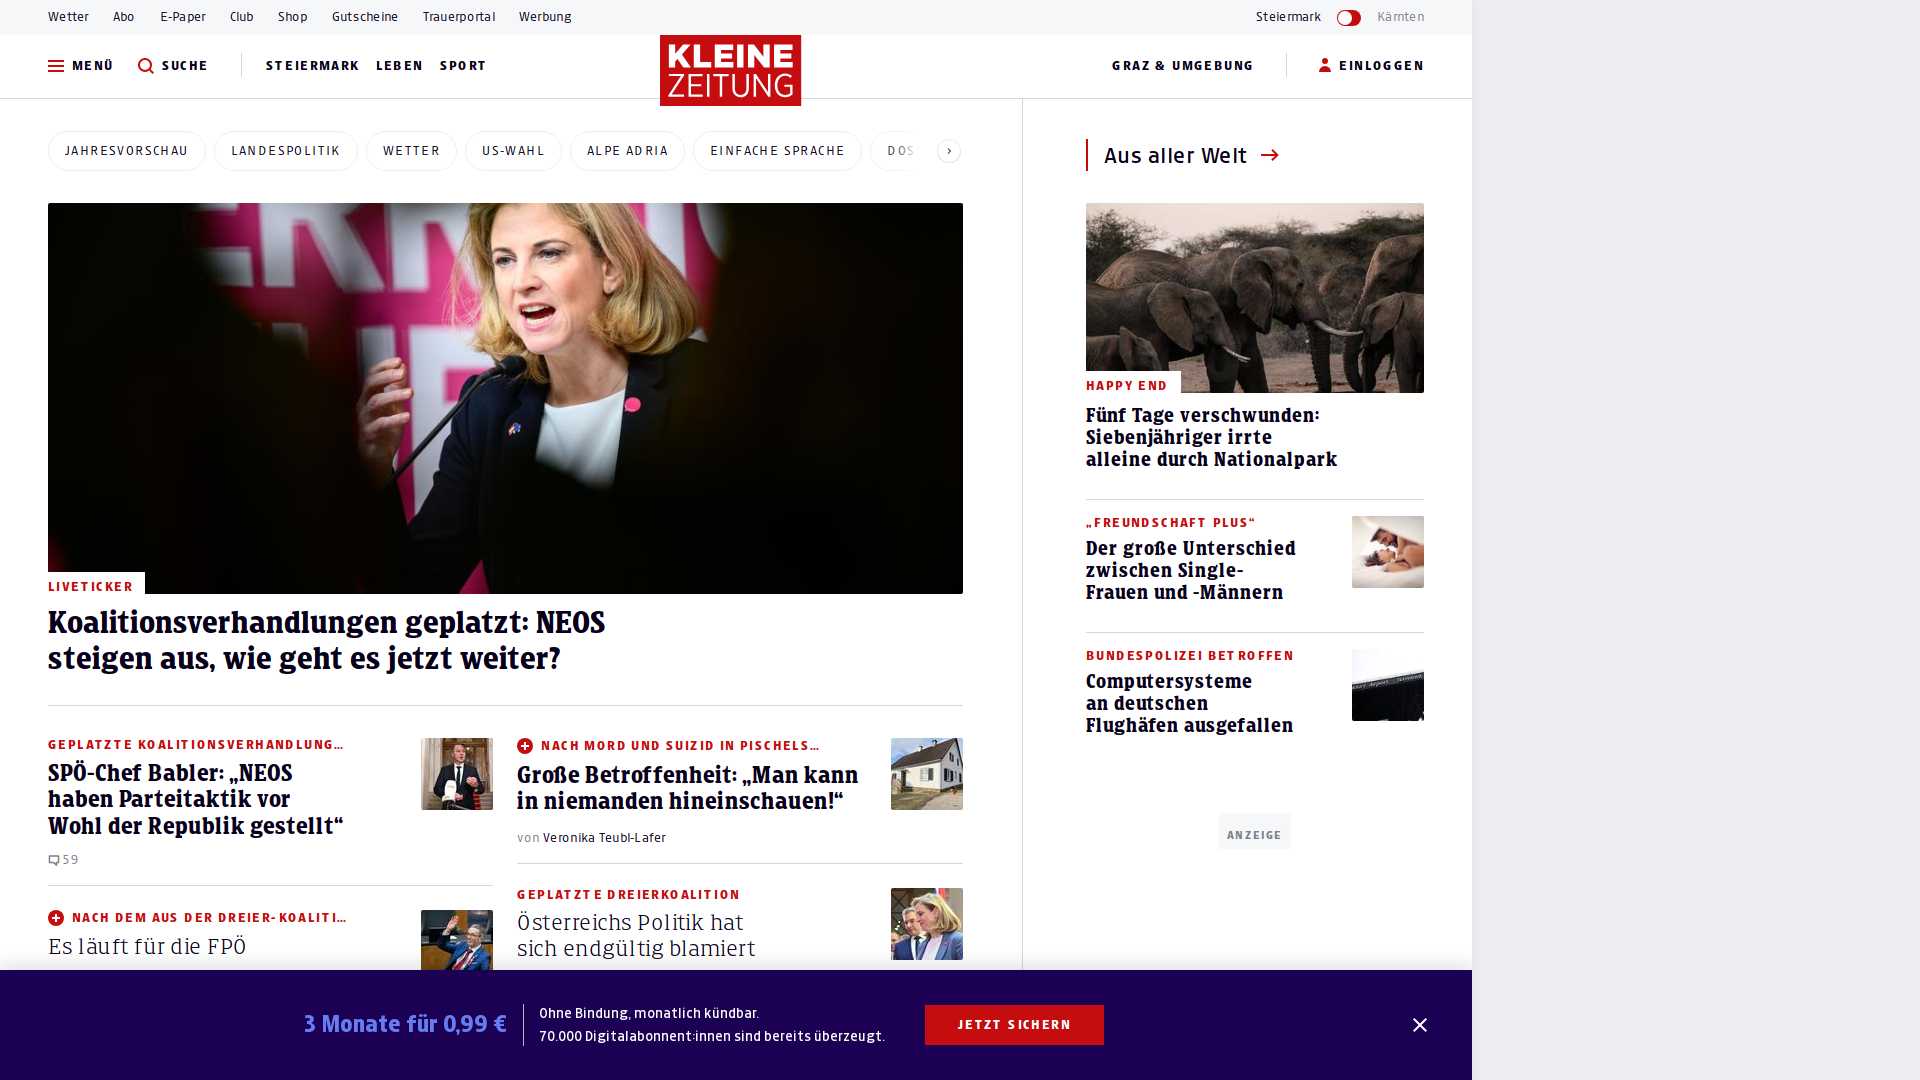 Wetter Abo E-Paper Club Shop Gutscheine Trauerportal Werbung Steiermark Kärnten
MENÜ SUCHE STEIERMARK LEBEN SPORT
KLEINE
ZEITUNG
GRAZ & UMGEBUNG EINLOGGEN
JAHRESVORSCHAU LANDESPOLITIK WETTER US-WAHL ALPE ADRIA EINFACHE SPRACHE DOS
LIVETICKER
Koalitionsverhandlungen geplatzt: NEOS
steigen aus, wie geht es jetzt weiter?
GEPLATZTE KOALITIONSVERHANDLUNG...
SPÖ-Chef Babler: „NEOS
haben Parteitaktik vor
Wohl der Republik gestellt“
59
NACH DEM AUS DER DREIER-KOALITI...
Es läuft für die FPÖ
NACH MORD UND SUIZID IN PISCHELS...
Große Betroffenheit: „Man kann
in niemanden hineinschauen!“
von Veronika Teubl-Lafer
GEPLATZTE DREIERKOALITION
Österreichs Politik hat
sich endgültig blamiert
Aus aller Welt
HAPPY END
Fünf Tage verschwunden:
Siebenjähriger irrte
alleine durch Nationalpark
„FREUNDSCHAFT PLUS“
Der große Unterschied
zwischen Single-
Frauen und -Männern
BUNDESPOLIZEI BETROFFEN
Computersysteme
an deutschen
Flughäfen ausgefallen
ANZEIGE
3 Monate für 0,99 €
Ohne Bindung, monatlich kündbar.
70.000 Digitalabonnent:innen sind bereits überzeugt.
JETZT SICHERN